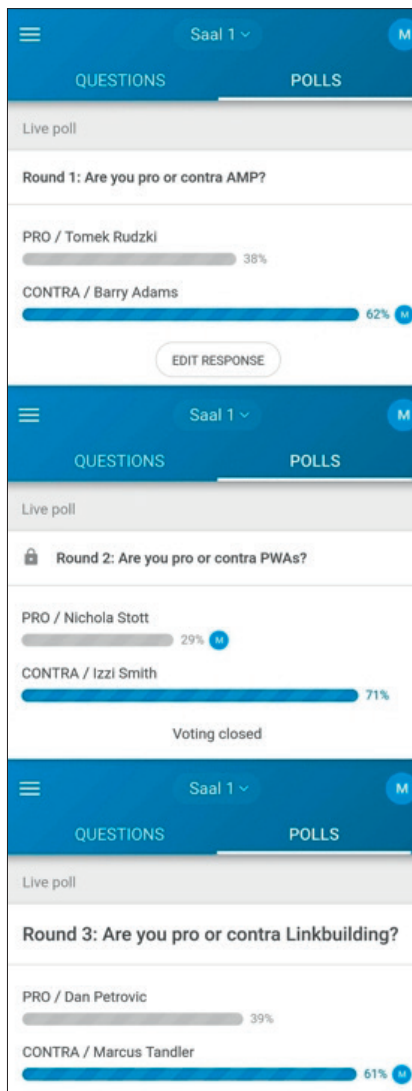 Saal 1
M
QUESTIONS POLLS
Live poll
Round 1: Are you pro or contra AMP?
PRO / Tomek Rudzki
38%
CONTRA / Barry Adams
62% M
EDIT RESPONSE
Saal 1
M
QUESTIONS POLLS
Live poll
Round 2: Are you pro or contra PWAs?
PRO / Nichola Stott
29% M
CONTRA / Izzi Smith
71%
Voting closed
Saal 1
M
QUESTIONS POLLS
Live poll
Round 3: Are you pro or contra Linkbuilding?
PRO / Dan Petrovic
39%
CONTRA / Marcus Tandler
61% M